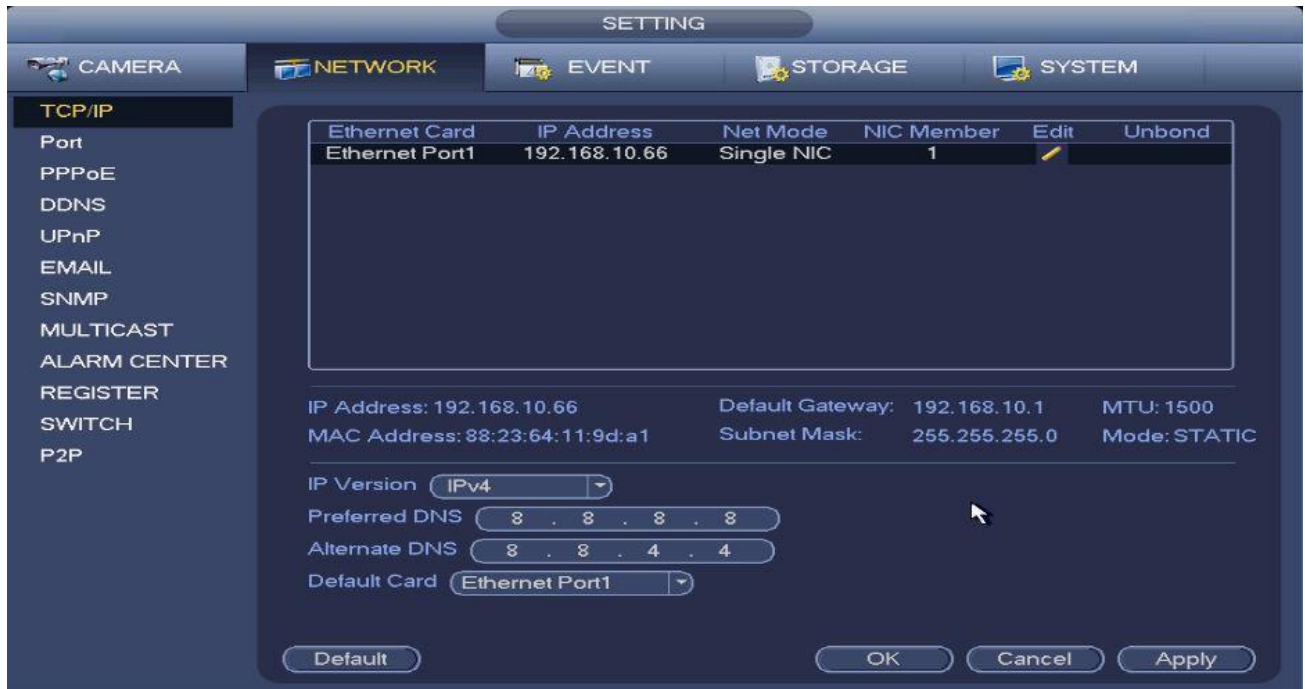 SETTING
CAMERA NETWORK EVENT STORAGE SYSTEM
TCP/IP
Port
PPPoE
DDNS
UPnP
EMAIL
SNMP
MULTICAST
ALARM CENTER
REGISTER
SWITCH
P2P
Ethernet Card IP Address Net Mode NIC Member Edit Unbond
Ethernet Port1 192.168.10.66 Single NIC 1
IP Address: 192.168.10.66 Default Gateway: 192.168.10.1 MTU: 1500
MAC Address: 88:23:64:11:9d:a1 Subnet Mask: 255.255.255.0 Mode: STATIC
IP Version IPv4
Preferred DNS 8 . 8 . 8 . 8
Alternate DNS 8 . 8 . 4 . 4
Default Card Ethernet Port1
Default OK Cancel Apply